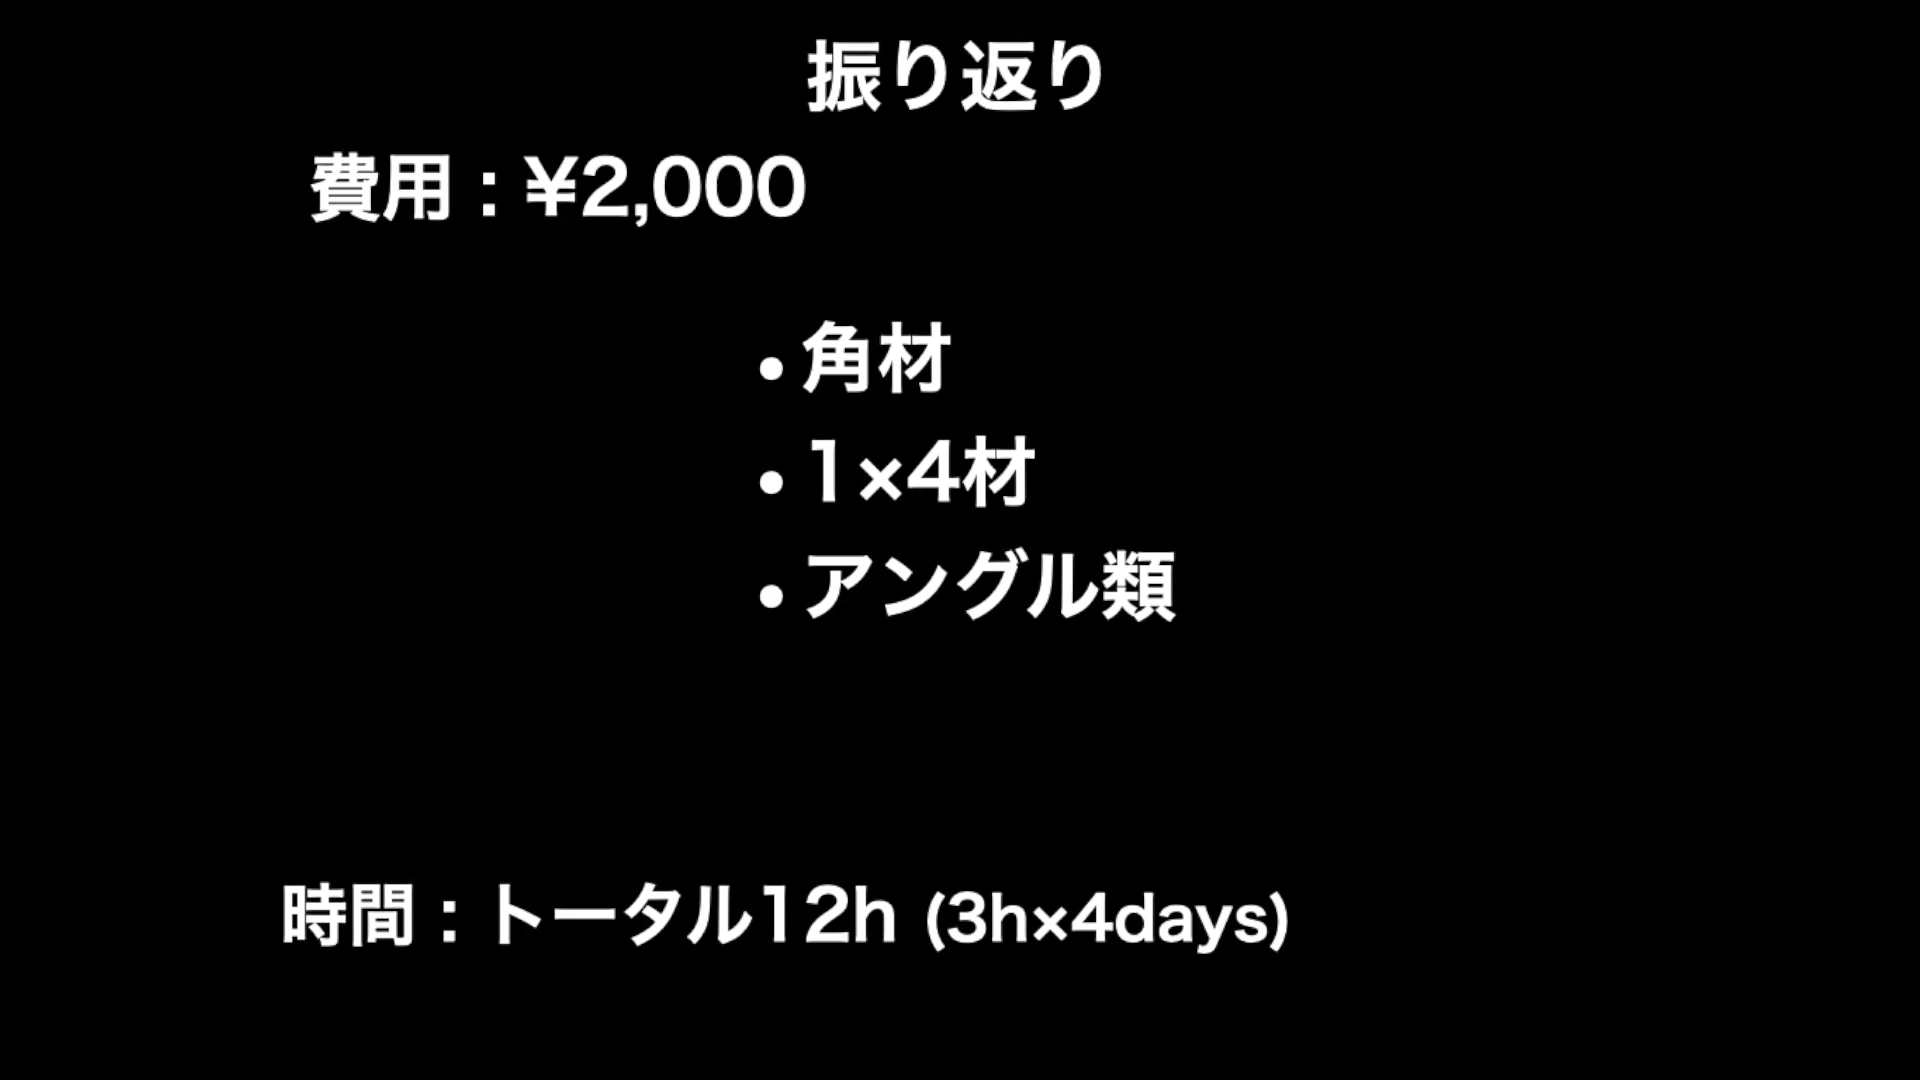 振り返り
費用：¥2,000
•角材
•1×4材
•アングル類
時間：トータル12h (3h×4days)